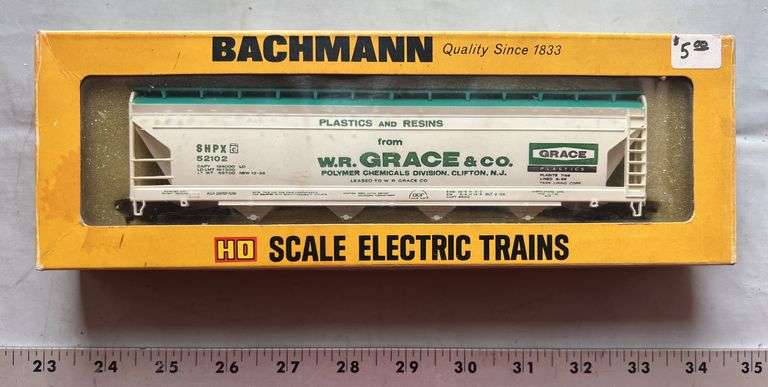 BACHMANN Quality Since 1833
$5.00
PLASTICS AND RESINS
from
W.R. GRACE & CO.
POLYMER CHEMICALS DIVISION, CLIFTON, N.J.
LEASED TO W R GRACE CO
SHPX C
52102
GRACE
PLASTICS
HO SCALE ELECTRIC TRAINS
23 24 25 26 27 28 29 30 31 32 33 34 35